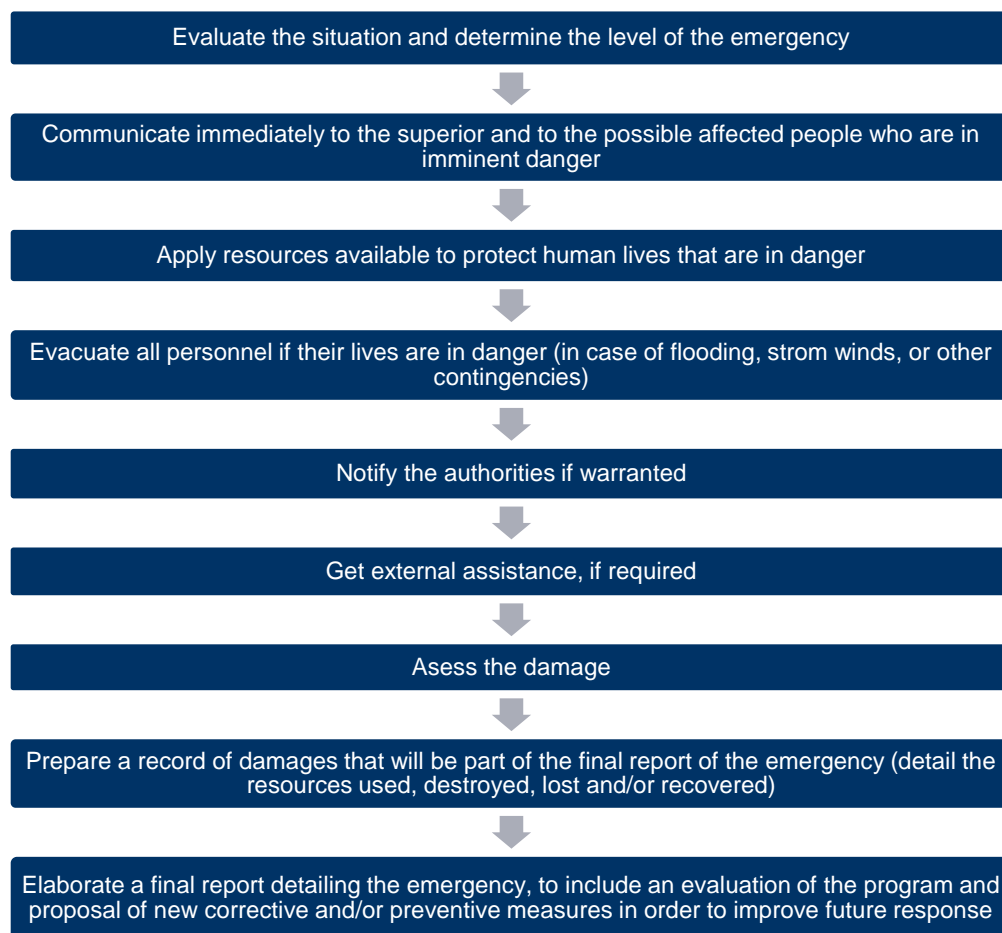 Evaluate the situation and determine the level of the emergency
Communicate immediately to the superior and to the possible affected people who are in
imminent danger
Apply resources available to protect human lives that are in danger
Evacuate all personnel if their lives are in danger (in case of flooding, strom winds, or other
contingencies)
Notify the authorities if warranted
Get external assistance, if required
Asess the damage
Prepare a record of damages that will be part of the final report of the emergency (detail the
resources used, destroyed, lost and/or recovered)
Elaborate a final report detailing the emergency, to include an evaluation of the program and
proposal of new corrective and/or preventive measures in order to improve future response